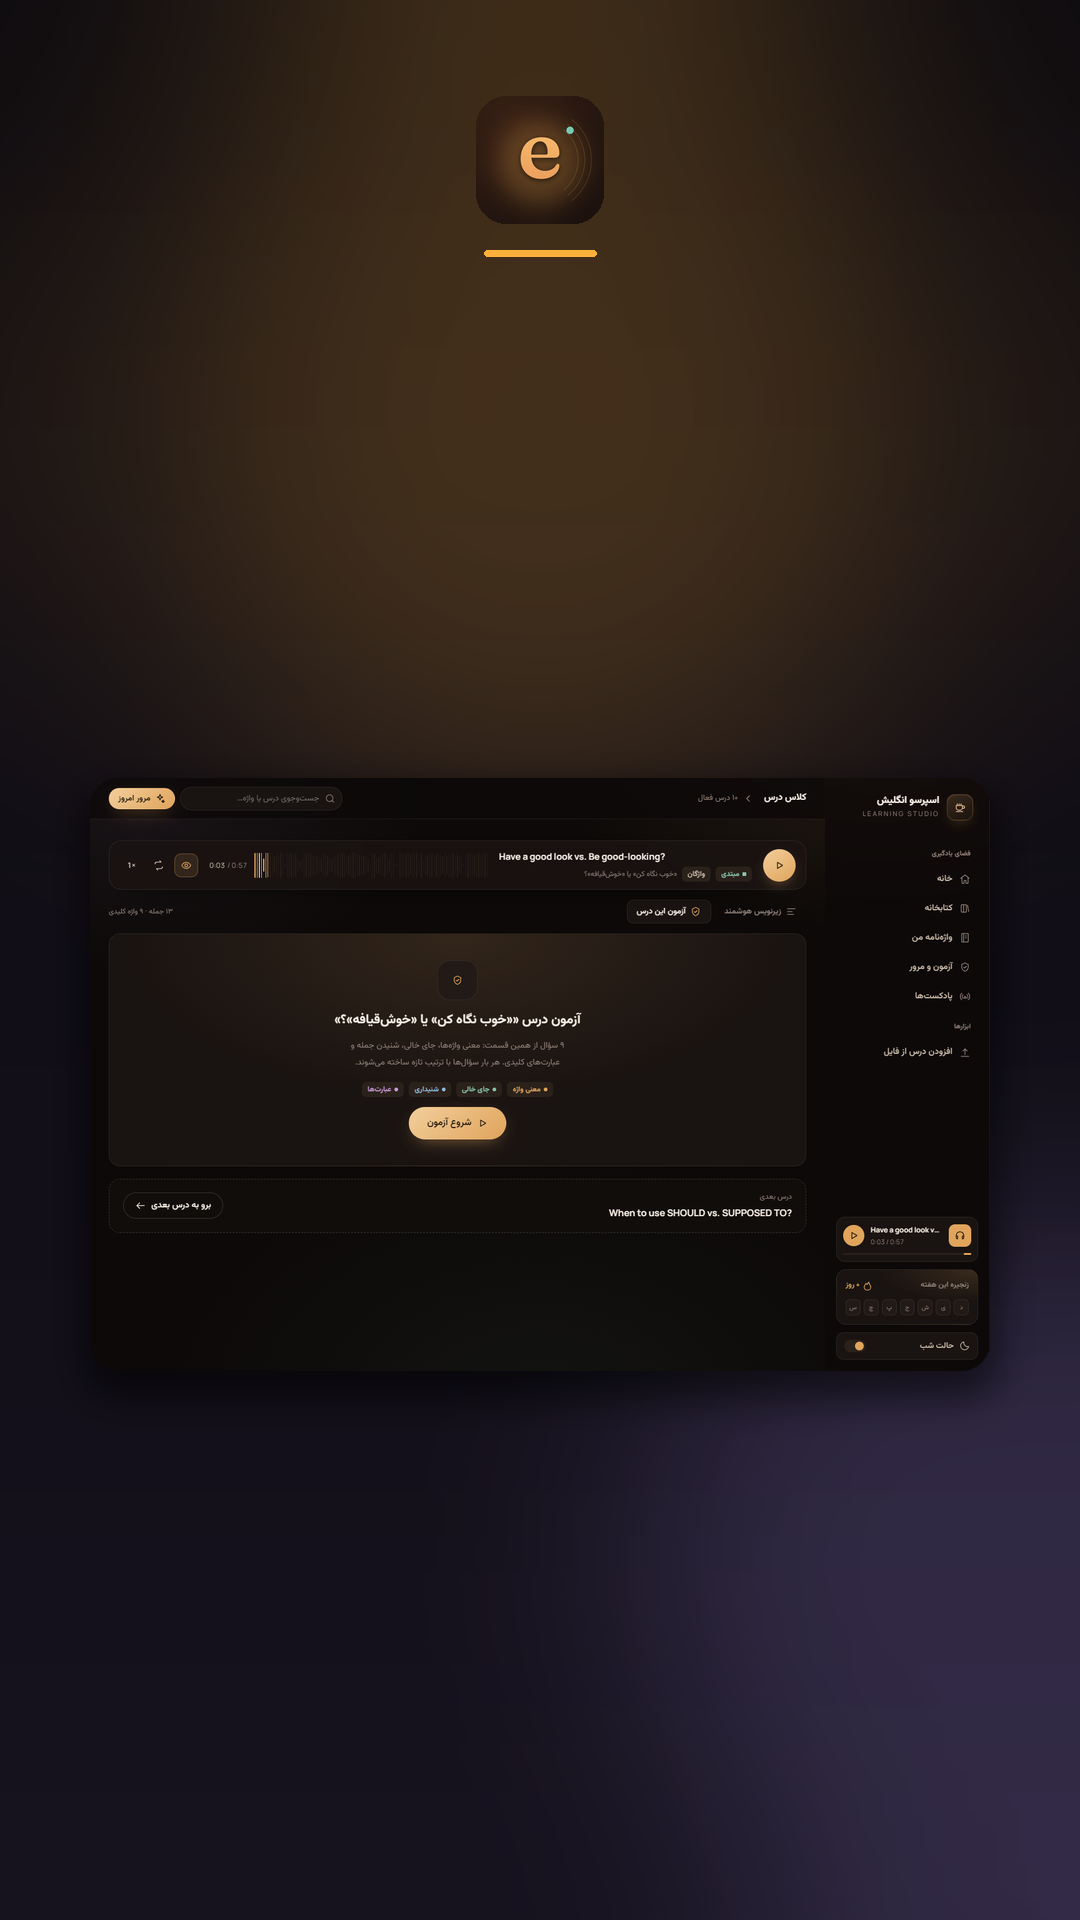 e
اسپرسو انگلیش
LEARNING STUDIO
فضای یادگیری
خانه
کتابخانه
واژه‌نامه من
آزمون و مرور
پادکست‌ها
ابزارها
افزودن درس از فایل
Have a good look v...
0:03 / 0:57
زنجیره این هفته
۰ روز
د ی ش ج پ چ س
حالت شب
کلاس درس
۱۰ درس فعال
جست‌وجوی درس یا واژه...
مرور امروز
Have a good look vs. Be good-looking?
مبتدی
واژگان
«خوب نگاه کن» یا «خوش‌قیافه»؟
0:03 / 0:57
1×
زیرنویس هوشمند
آزمون این درس
۱۳ جمله · ۹ واژه کلیدی
آزمون درس «»خوب نگاه کن» یا «خوش‌قیافه»؟»
۹ سؤال از همین قسمت: معنی واژه‌ها، جای خالی، شنیدن جمله و
عبارت‌های کلیدی. هر بار سؤال‌ها با ترتیب تازه ساخته می‌شوند.
معنی واژه
جای خالی
شنیداری
عبارت‌ها
شروع آزمون
درس بعدی
When to use SHOULD vs. SUPPOSED TO?
برو به درس بعدی